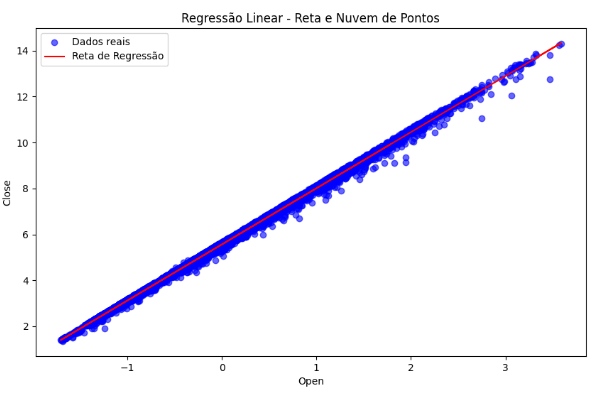 Regressão Linear - Reta e Nuvem de Pontos
Dados reais
Reta de Regressão
14
12
10
8
6
4
2
Close
−1
0
1
2
3
Open